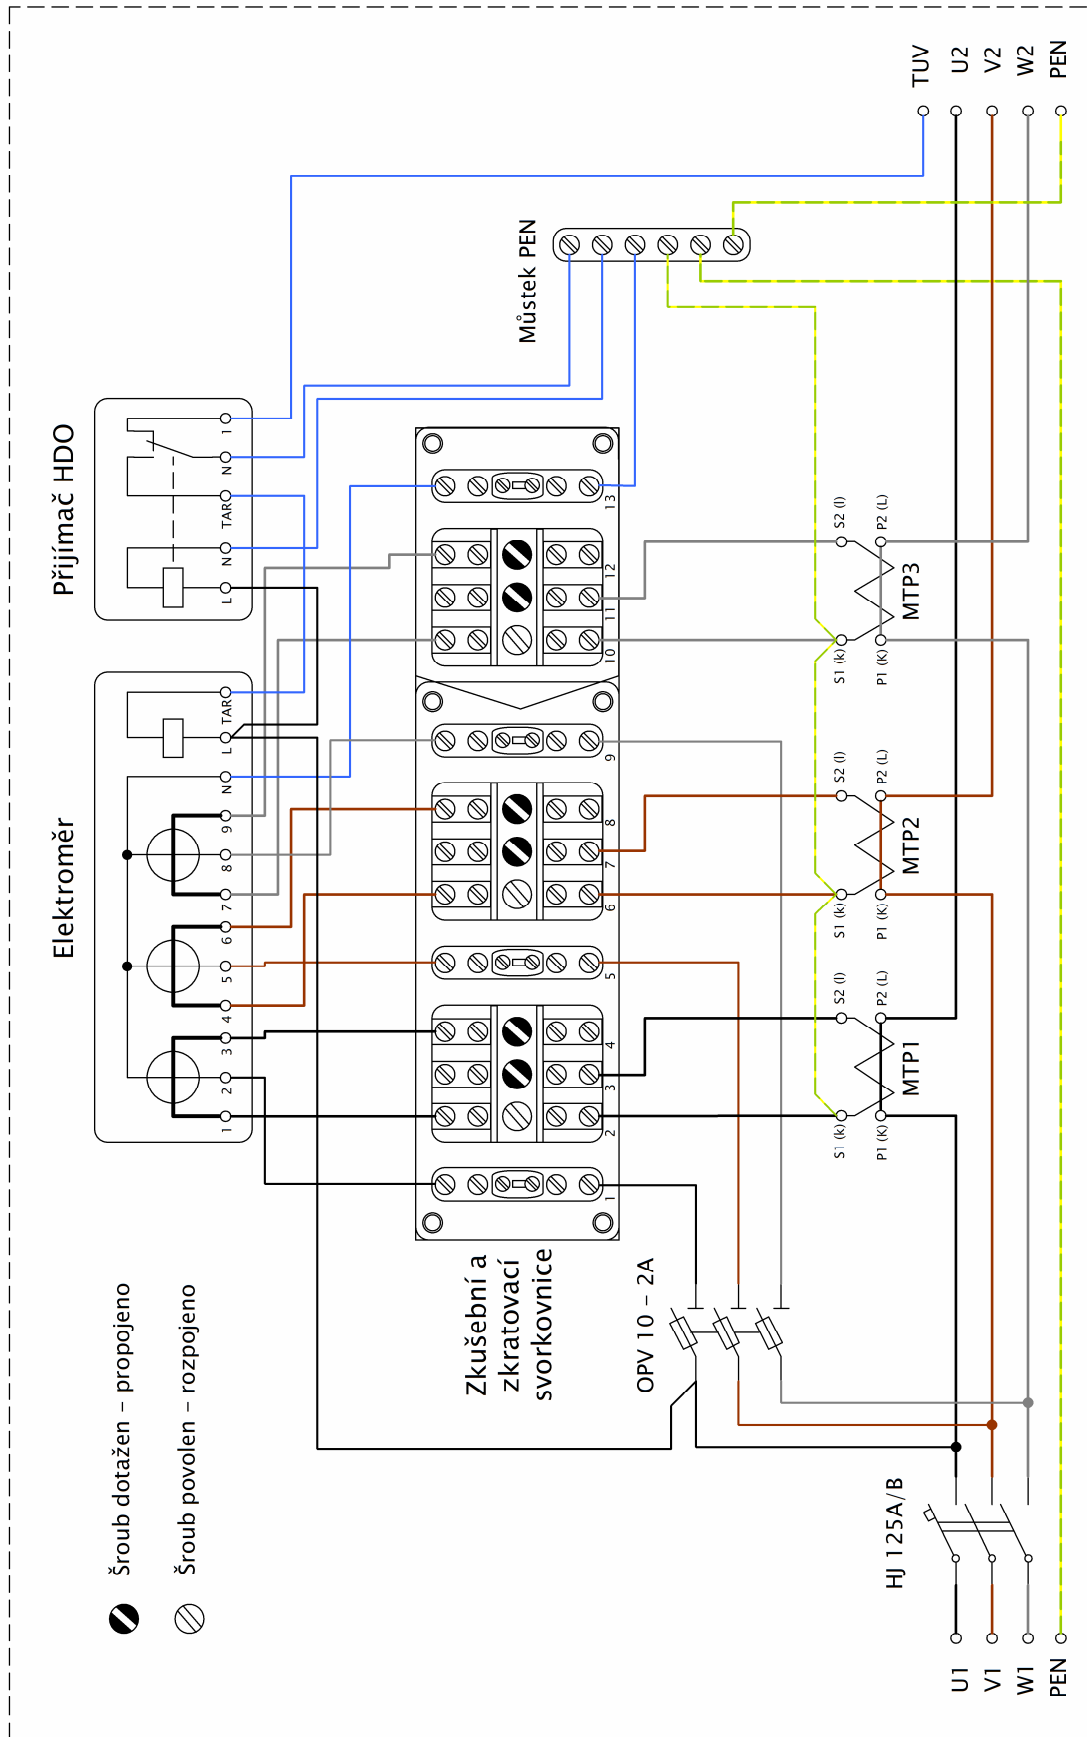 Elektroměr
Přijímač HDO
Šroub dotažen – propojeno
Šroub povolen – rozpojeno
1 2 3 4 5 6 7 8 9 N L TAR
L N TAR N 1
Zkušební a
zkratovací
svorkovnice
Můstek PEN
1 2 3 4 5 6 7 8 9 10 11 12 13
OPV 10 – 2A
S1 (k) S2 (l)
P1 (K) P2 (L)
MTP1
S1 (k) S2 (l)
P1 (K) P2 (L)
MTP2
S1 (k) S2 (l)
P1 (K) P2 (L)
MTP3
HJ 125A/B
U1
V1
W1
PEN
TUV
U2
V2
W2
PEN